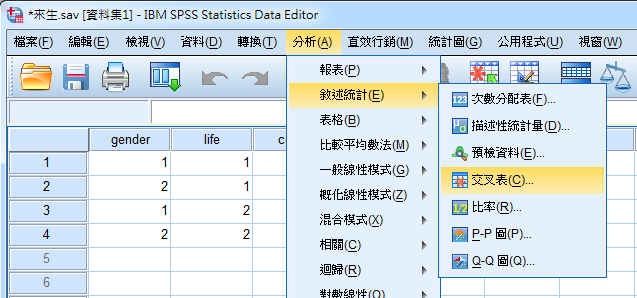 *來生.sav [資料集1] - IBM SPSS Statistics Data Editor
檔案(F) 編輯(E) 檢視(V) 資料(D) 轉換(T) 分析(A) 直效行銷(M) 統計圖(G) 公用程式(U) 視窗(W)
報表(P)
敘述統計(E)
表格(B)
比較平均數法(M)
一般線性模式(G)
概化線性模式(Z)
混合模式(X)
相關(C)
迴歸(R)
對數線性(O)
次數分配表(F)...
描述性統計量(D)...
預檢資料(E)...
交叉表(C)...
比率(R)...
P-P 圖(P)...
Q-Q 圖(Q)...
gender life c
1 1 1
2 2 1
3 1 2
4 2 2
5
6